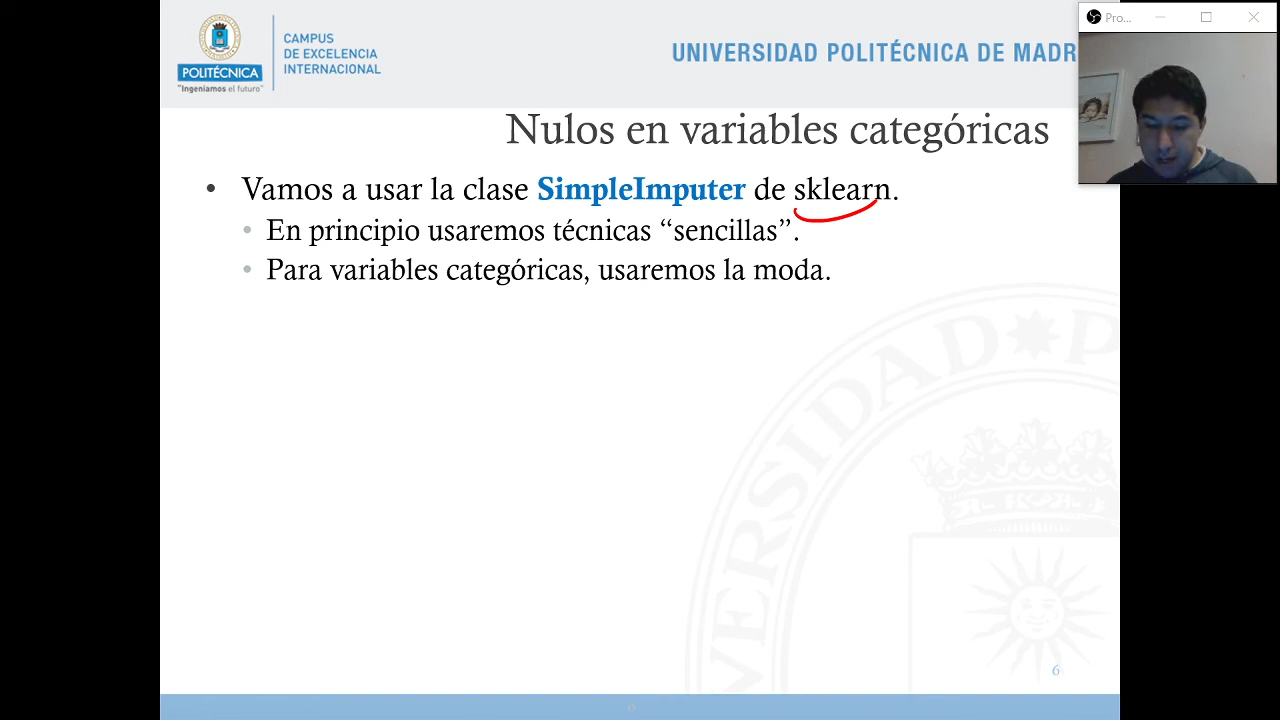 CAMPUS
DE EXCELENCIA
INTERNACIONAL
POLITÉCNICA
"Ingeniamos el futuro"
UNIVERSIDAD POLITÉCNICA DE MADR
Pro...
Nulos en variables categóricas
• Vamos a usar la clase SimpleImputer de sklearn.
• En principio usaremos técnicas “sencillas”.
• Para variables categóricas, usaremos la moda.
VERSIDAD P
6